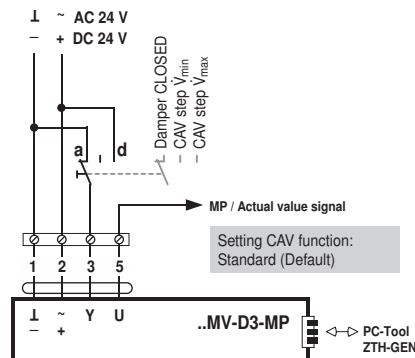 ⊥ ~ AC 24 V
– + DC 24 V
a d
Damper CLOSED
– CAV step V̇min
– CAV step V̇max
MP / Actual value signal
Setting CAV function:
Standard (Default)
1 2 3 5
⊥ ~ Y U
– +
..MV-D3-MP
PC-Tool
ZTH-GEN